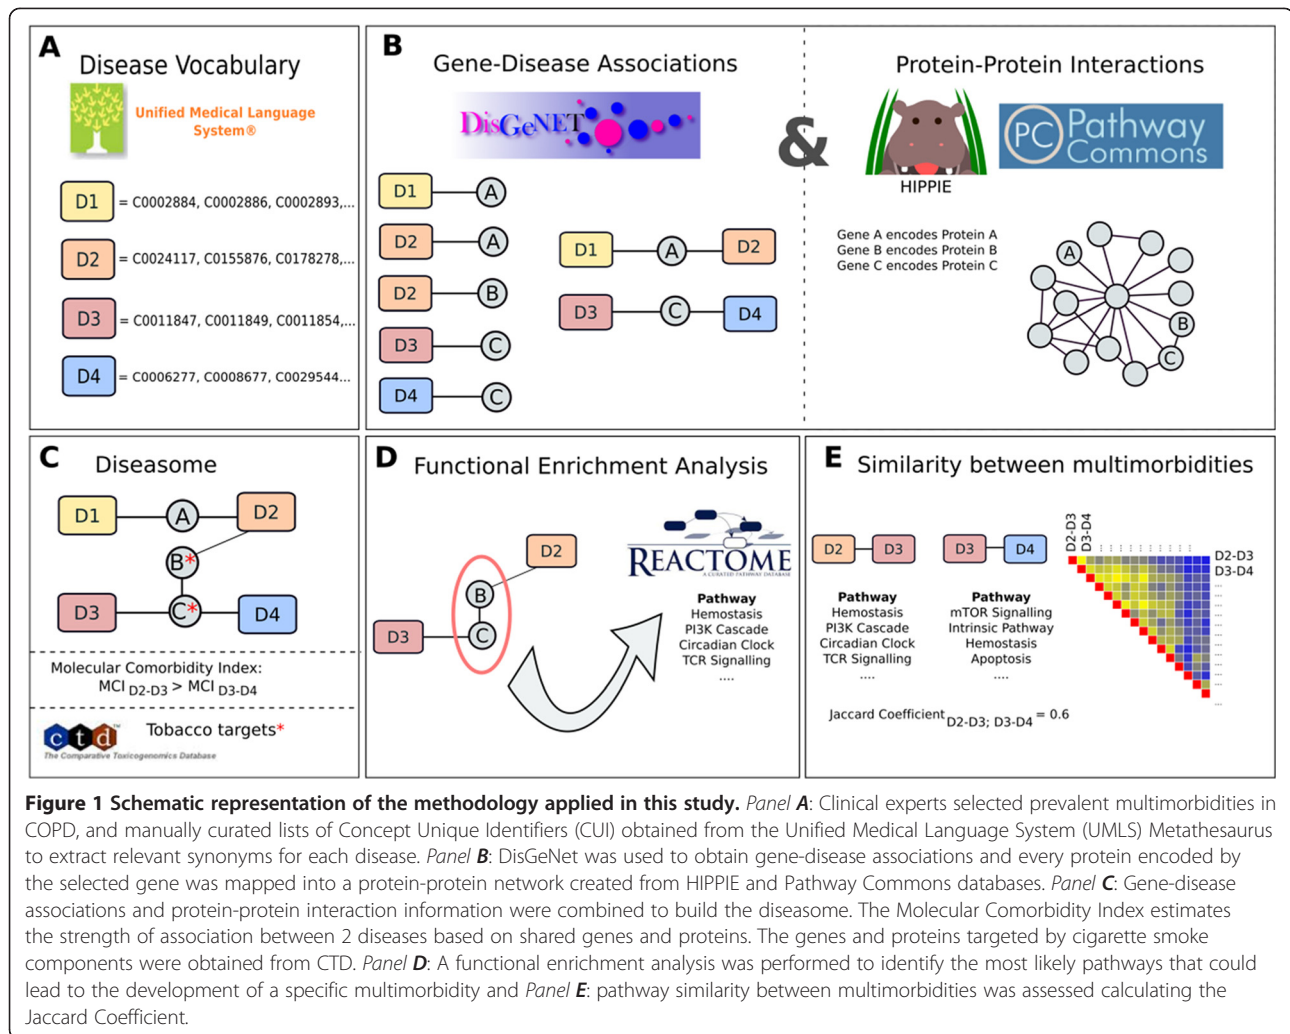 A
Disease Vocabulary
Unified Medical Language
System®
D1 = C0002884, C0002886, C0002893,...
D2 = C0024117, C0155876, C0178278,...
D3 = C0011847, C0011849, C0011854,...
D4 = C0006277, C0008677, C0029544...
B
Gene-Disease Associations
DisGeNET
D1 A
D2 A
D2 B
D3 C
D4 C
D1 A D2
D3 C D4
&
Protein-Protein Interactions
HIPPIE
PC Pathway
Commons
Gene A encodes Protein A
Gene B encodes Protein B
Gene C encodes Protein C
A
B
C
C
Diseasome
D1 A D2
B*
D3 C* D4
Molecular Comorbidity Index:
MCI D2-D3 > MCI D3-D4
ctd™
The Comparative Toxicogenomics Database
Tobacco targets*
D
Functional Enrichment Analysis
D2
B
D3 C
REACTOME
A CURATED PATHWAY DATABASE
Pathway
Hemostasis
PI3K Cascade
Circadian Clock
TCR Signalling
....
E
Similarity between multimorbidities
D2 D3
Pathway
Hemostasis
PI3K Cascade
Circadian Clock
TCR Signalling
....
D3 D4
Pathway
mTOR Signalling
Intrinsic Pathway
Hemostasis
Apoptosis
....
D2-D3
D3-D4
D2-D3
D3-D4
Jaccard Coefficient D2-D3; D3-D4 = 0.6
Figure 1 Schematic representation of the methodology applied in this study. Panel A: Clinical experts selected prevalent multimorbidities in
COPD, and manually curated lists of Concept Unique Identifiers (CUI) obtained from the Unified Medical Language System (UMLS) Metathesaurus
to extract relevant synonyms for each disease. Panel B: DisGeNet was used to obtain gene-disease associations and every protein encoded by
the selected gene was mapped into a protein-protein network created from HIPPIE and Pathway Commons databases. Panel C: Gene-disease
associations and protein-protein interaction information were combined to build the diseasome. The Molecular Comorbidity Index estimates
the strength of association between 2 diseases based on shared genes and proteins. The genes and proteins targeted by cigarette smoke
components were obtained from CTD. Panel D: A functional enrichment analysis was performed to identify the most likely pathways that could
lead to the development of a specific multimorbidity and Panel E: pathway similarity between multimorbidities was assessed calculating the
Jaccard Coefficient.